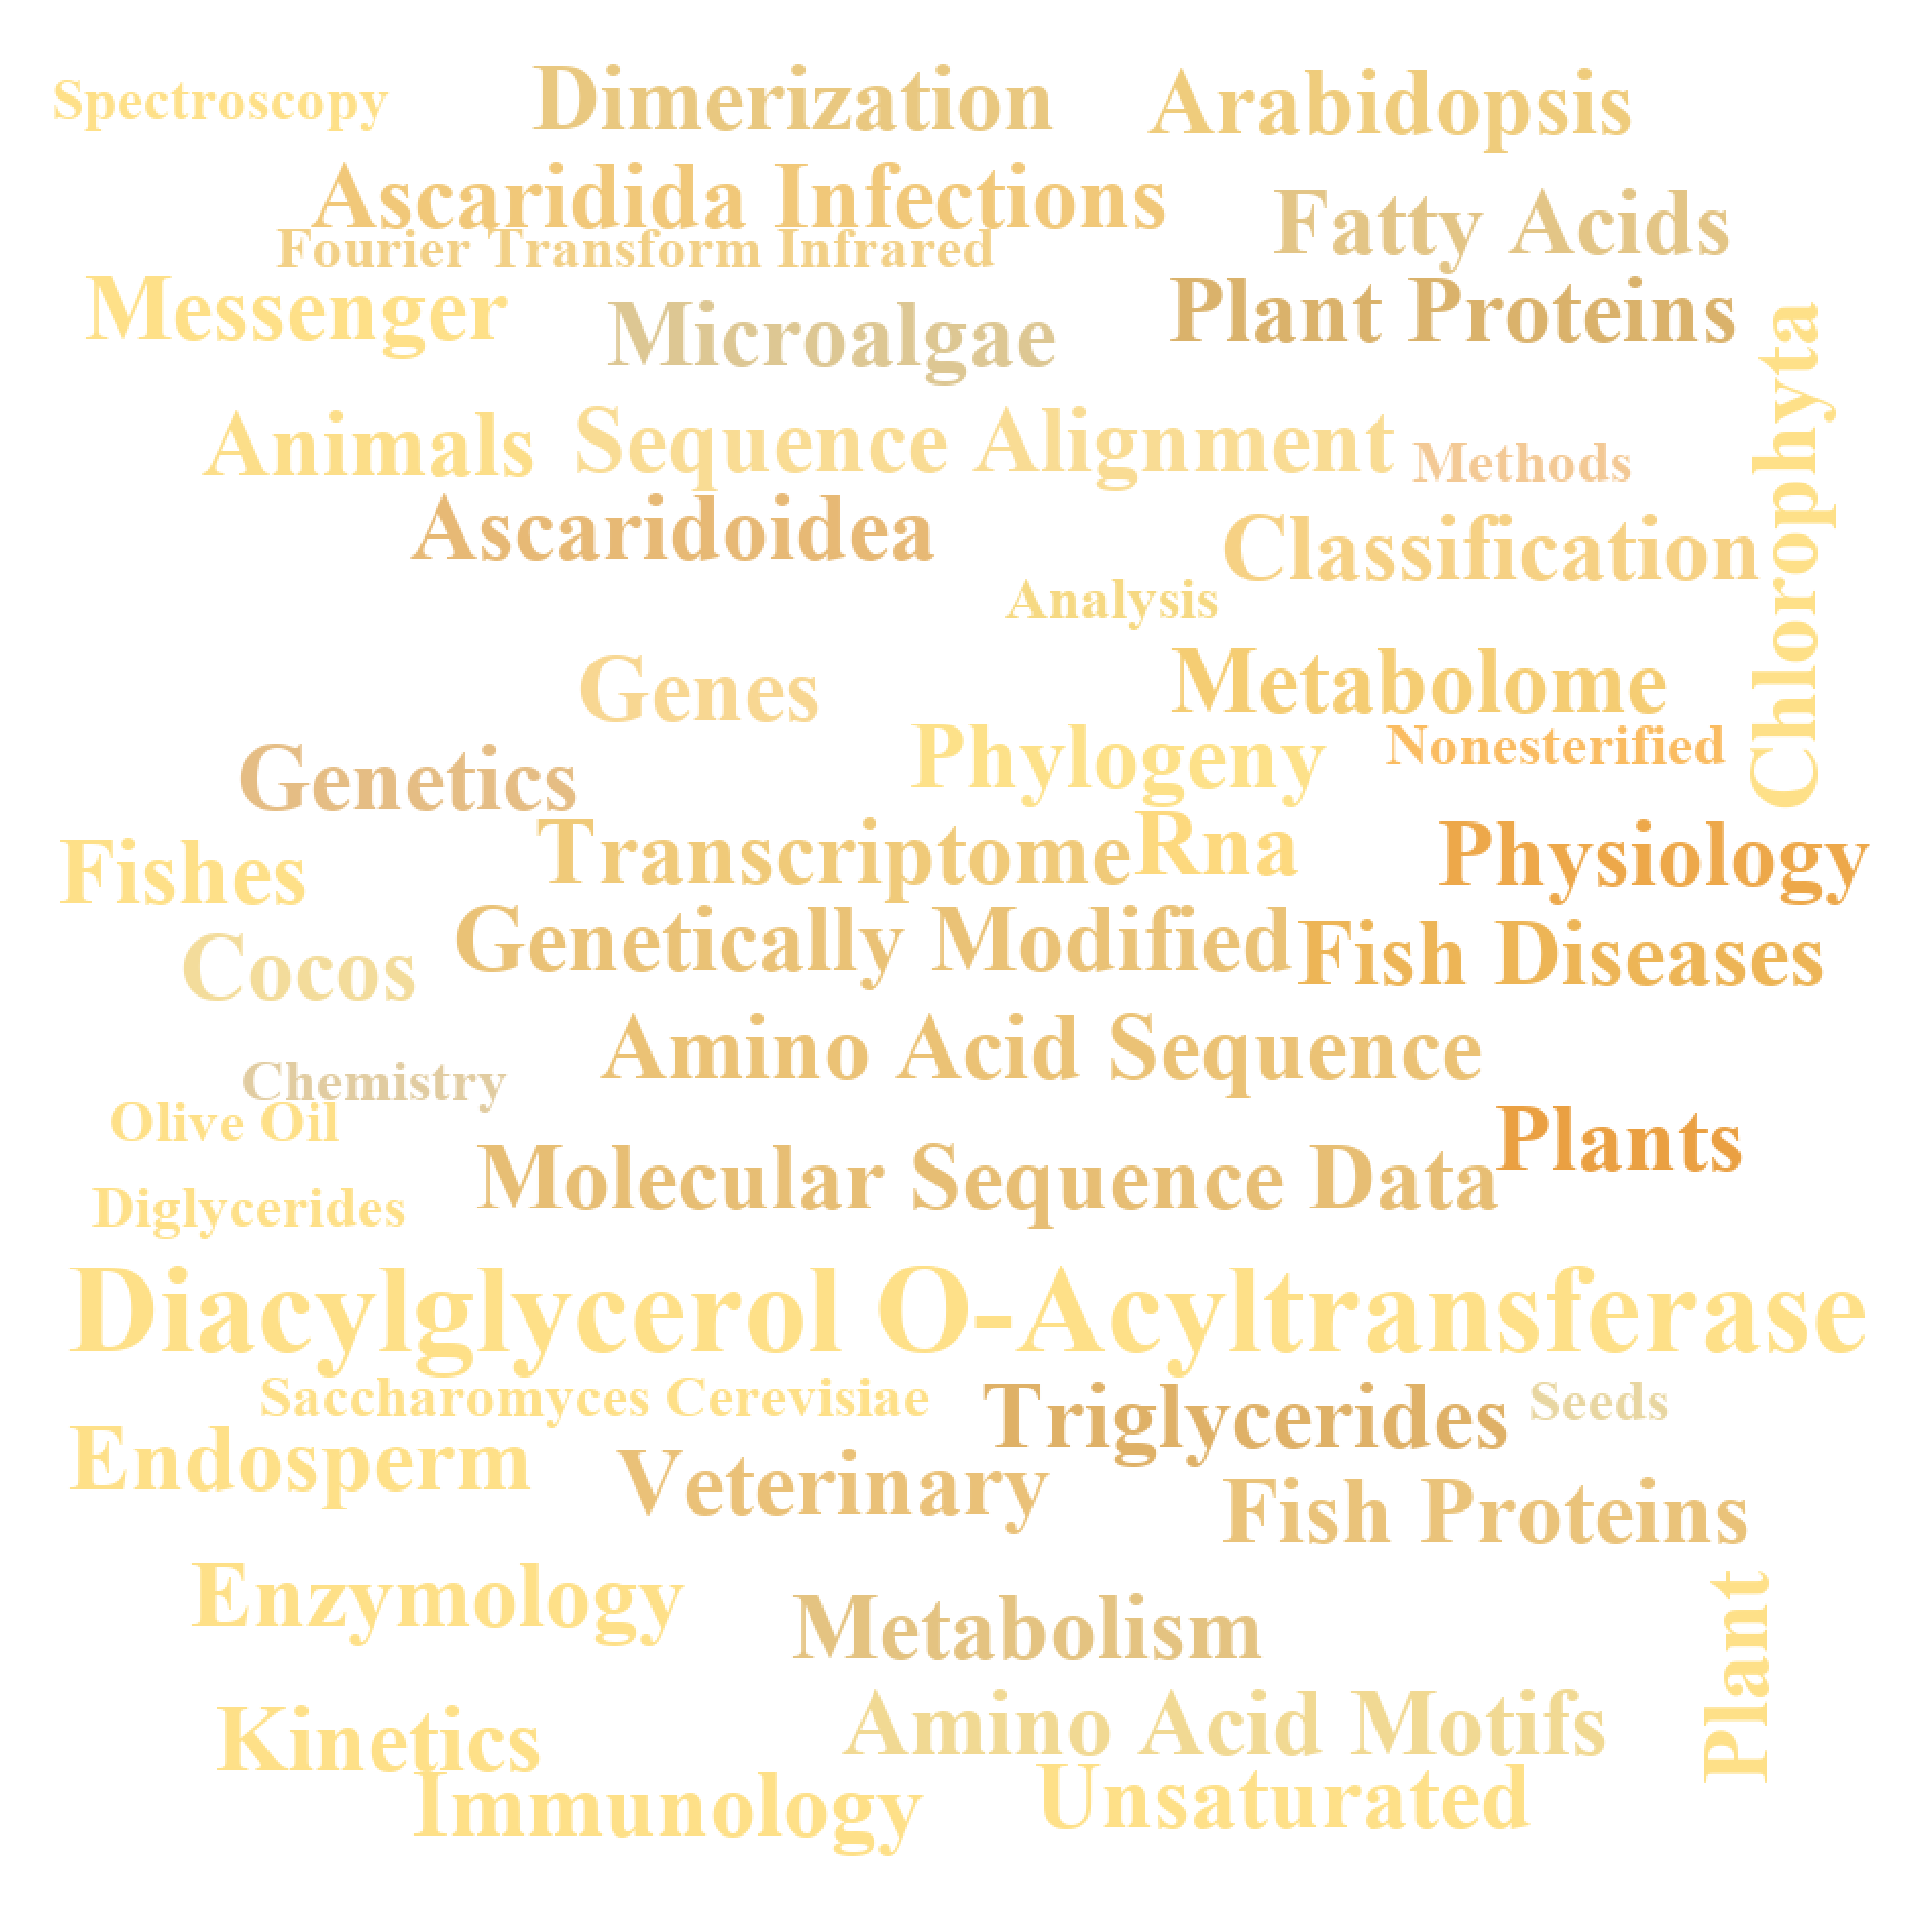 Spectroscopy
Dimerization
Arabidopsis
Ascaridida Infections
Fatty Acids
Fourier Transform Infrared
Messenger
Microalgae
Plant Proteins
Chlorophyta
Animals
Sequence Alignment
Methods
Ascaridoidea
Classification
Analysis
Genes
Metabolome
Genetics
Phylogeny
Nonesterified
Fishes
Transcriptome
Rna
Physiology
Cocos
Genetically Modified
Fish Diseases
Amino Acid Sequence
Chemistry
Olive Oil
Plants
Molecular Sequence Data
Diglycerides
Diacylglycerol O-Acyltransferase
Saccharomyces Cerevisiae
Triglycerides
Seeds
Endosperm
Veterinary
Fish Proteins
Enzymology
Metabolism
Plant
Kinetics
Amino Acid Motifs
Immunology
Unsaturated